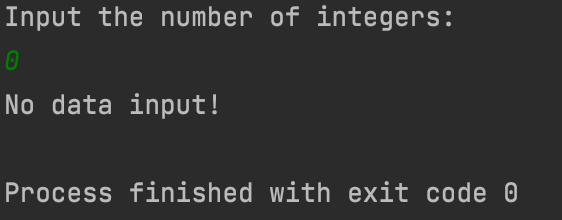 Input the number of integers:
0
No data input!
Process finished with exit code 0